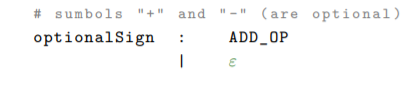 # sumbols "+" and "-" (are optional)
optionalSign : ADD_OP
| ε